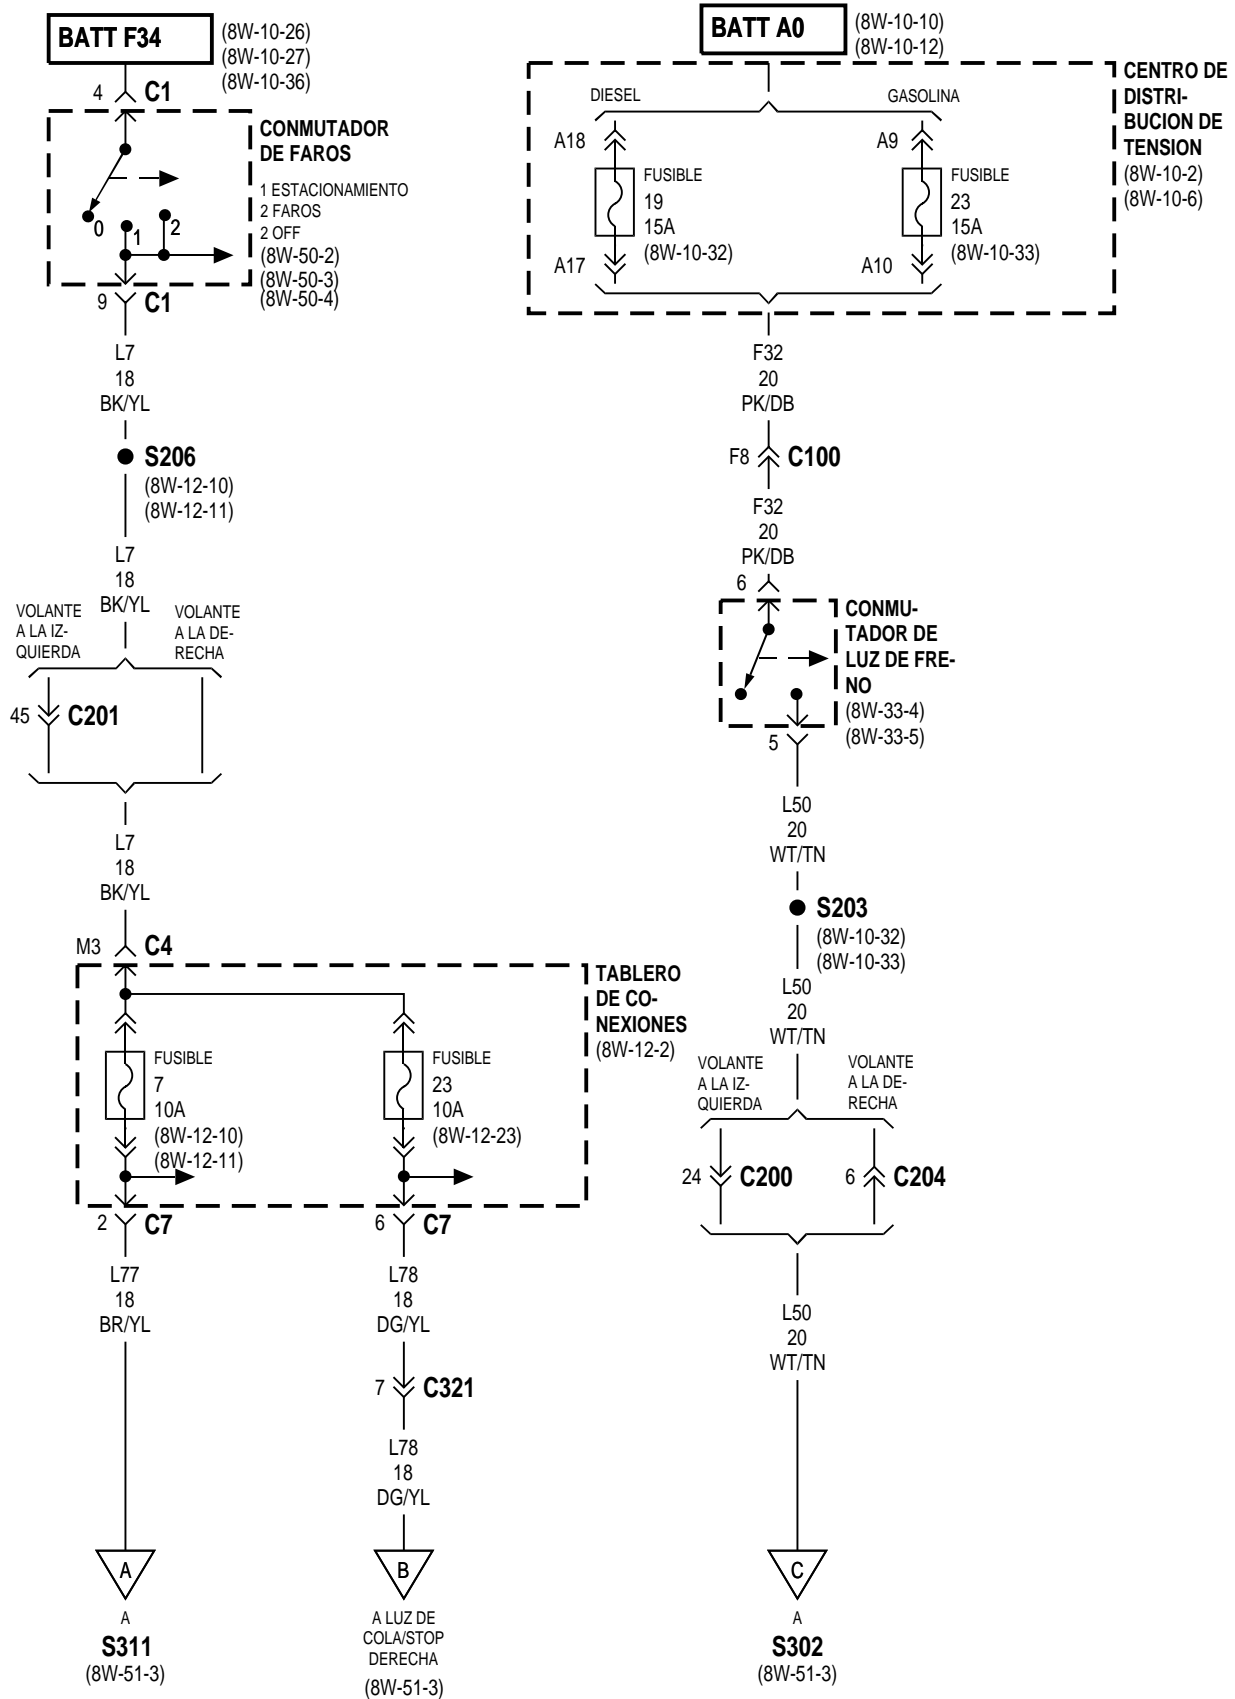 BATT F34
(8W-10-26)
(8W-10-27)
(8W-10-36)
4
C1
CONMUTADOR
DE FAROS
1 ESTACIONAMIENTO
2 FAROS
2 OFF
(8W-50-2)
(8W-50-3)
(8W-50-4)
0
1
2
9
C1
L7
18
BK/YL
S206
(8W-12-10)
(8W-12-11)
L7
18
BK/YL
VOLANTE
A LA IZ-
QUIERDA
VOLANTE
A LA DE-
RECHA
45
C201
L7
18
BK/YL
M3
C4
TABLERO
DE CO-
NEXIONES
(8W-12-2)
FUSIBLE
7
10A
(8W-12-10)
(8W-12-11)
FUSIBLE
23
10A
(8W-12-23)
2
C7
6
C7
L77
18
BR/YL
L78
18
DG/YL
7
C321
L78
18
DG/YL
A
A
S311
(8W-51-3)
B
A LUZ DE
COLA/STOP
DERECHA
(8W-51-3)
BATT A0
(8W-10-10)
(8W-10-12)
CENTRO DE
DISTRI-
BUCION DE
TENSION
(8W-10-2)
(8W-10-6)
DIESEL
GASOLINA
A18
FUSIBLE
19
15A
(8W-10-32)
A17
A9
FUSIBLE
23
15A
(8W-10-33)
A10
F32
20
PK/DB
F8
C100
F32
20
PK/DB
6
CONMU-
TADOR DE
LUZ DE FRE-
NO
(8W-33-4)
(8W-33-5)
5
L50
20
WT/TN
S203
(8W-10-32)
(8W-10-33)
L50
20
WT/TN
VOLANTE
A LA IZ-
QUIERDA
VOLANTE
A LA DE-
RECHA
24
C200
6
C204
L50
20
WT/TN
C
A
S302
(8W-51-3)